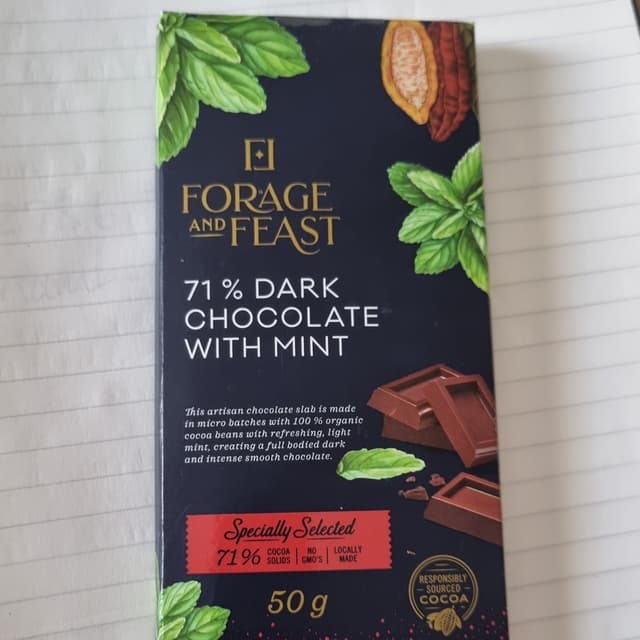 FORAGE
AND FEAST
71 % DARK
CHOCOLATE
WITH MINT
This artisan chocolate slab is made
in micro batches with 100 % organic
cocoa beans with refreshing, light
mint, creating a full bodied dark
and intense smooth chocolate.
Specially Selected
71% COCOA SOLIDS | NO GMO'S | LOCALLY MADE
50 g
RESPONSIBLY
SOURCED
COCOA